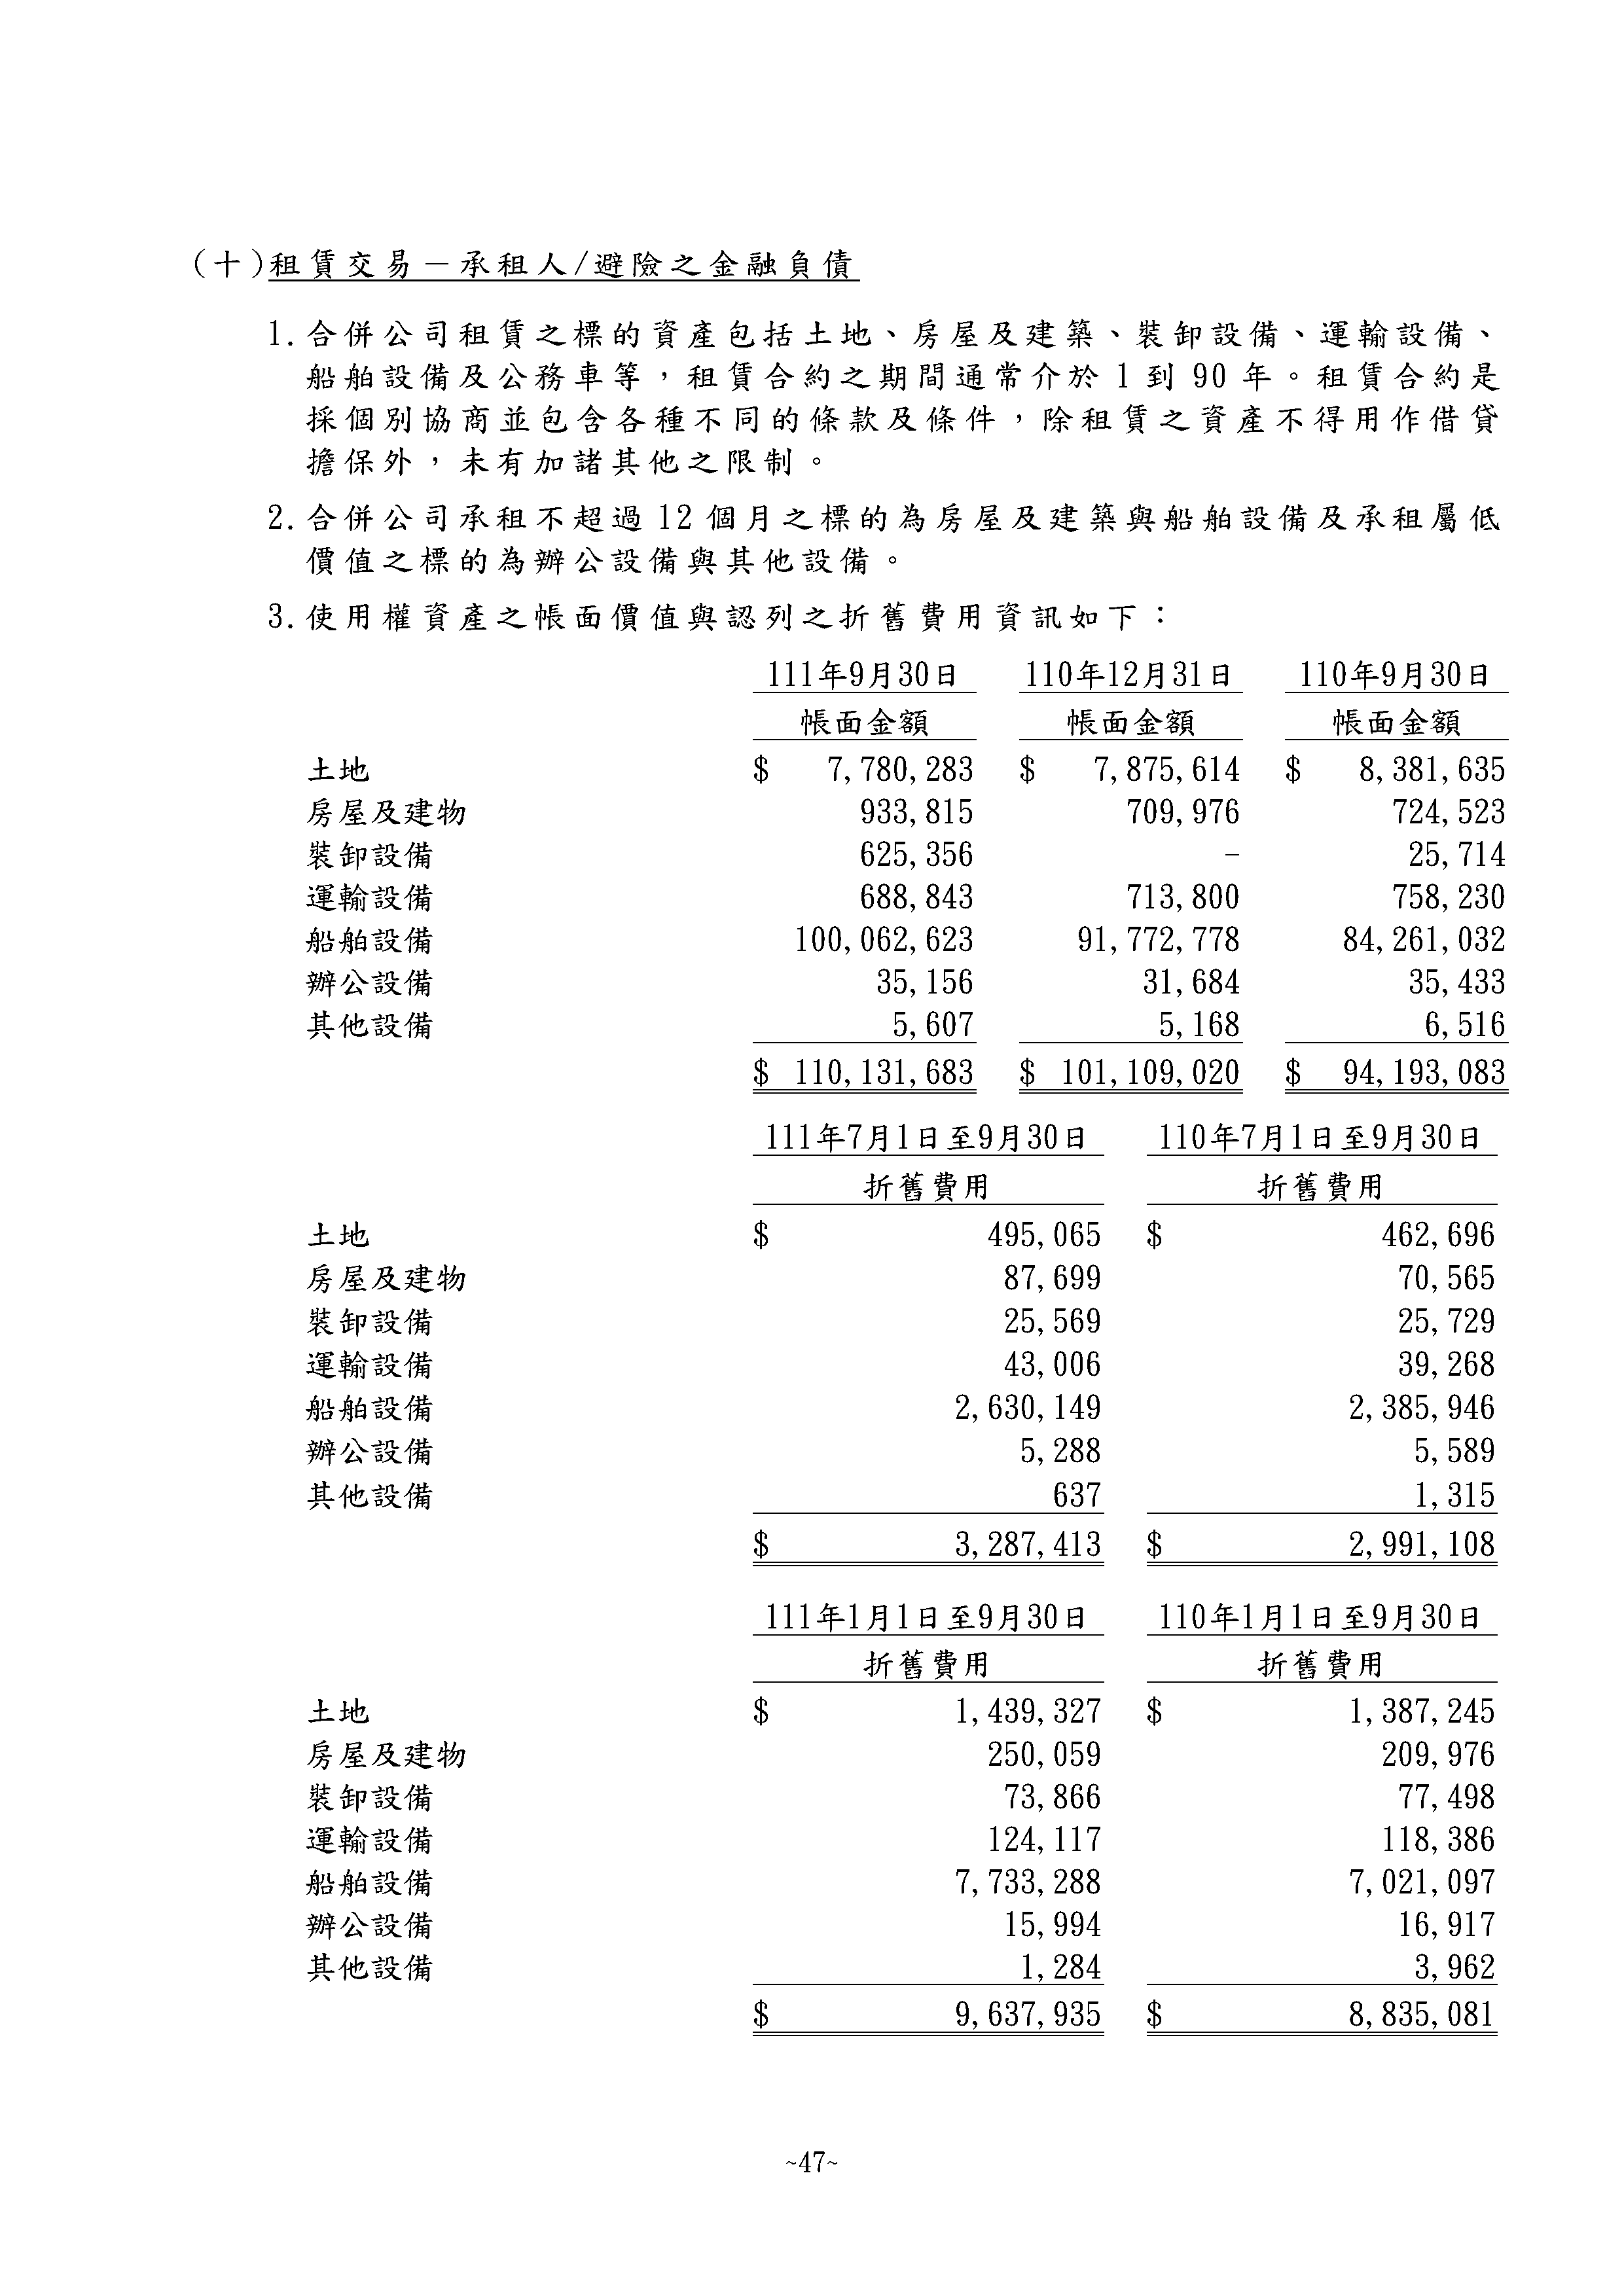 (十)租賃交易－承租人/避險之金融負債
1.合併公司租賃之標的資產包括土地、房屋及建築、裝卸設備、運輸設備、
船舶設備及公務車等，租賃合約之期間通常介於 1 到 90 年。租賃合約是
採個別協商並包含各種不同的條款及條件，除租賃之資產不得用作借貸
擔保外，未有加諸其他之限制。
2.合併公司承租不超過 12 個月之標的為房屋及建築與船舶設備及承租屬低
價值之標的為辦公設備與其他設備。
3.使用權資產之帳面價值與認列之折舊費用資訊如下：
111年9月30日 110年12月31日 110年9月30日
帳面金額 帳面金額 帳面金額
土地 $ 7,780,283 $ 7,875,614 $ 8,381,635
房屋及建物 933,815 709,976 724,523
裝卸設備 625,356 - 25,714
運輸設備 688,843 713,800 758,230
船舶設備 100,062,623 91,772,778 84,261,032
辦公設備 35,156 31,684 35,433
其他設備 5,607 5,168 6,516
$ 110,131,683 $ 101,109,020 $ 94,193,083
111年7月1日至9月30日 110年7月1日至9月30日
折舊費用 折舊費用
土地 $ 495,065 $ 462,696
房屋及建物 87,699 70,565
裝卸設備 25,569 25,729
運輸設備 43,006 39,268
船舶設備 2,630,149 2,385,946
辦公設備 5,288 5,589
其他設備 637 1,315
$ 3,287,413 $ 2,991,108
111年1月1日至9月30日 110年1月1日至9月30日
折舊費用 折舊費用
土地 $ 1,439,327 $ 1,387,245
房屋及建物 250,059 209,976
裝卸設備 73,866 77,498
運輸設備 124,117 118,386
船舶設備 7,733,288 7,021,097
辦公設備 15,994 16,917
其他設備 1,284 3,962
$ 9,637,935 $ 8,835,081
~47~